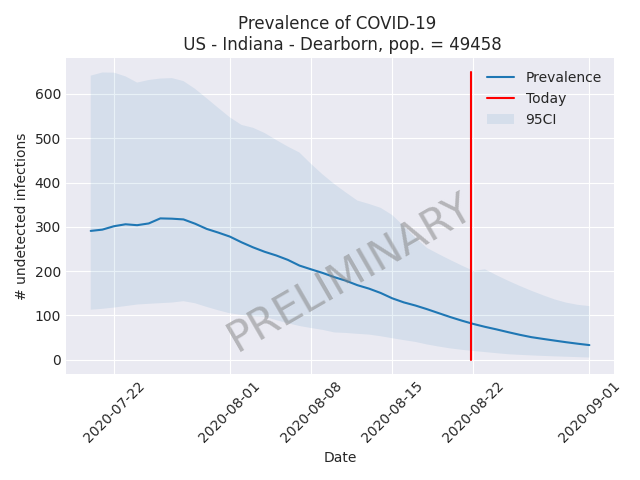 Prevalence of COVID-19
US - Indiana - Dearborn, pop. = 49458
# undetected infections
600
500
400
300
200
100
0
Prevalence
Today
95CI
PRELIMINARY
2020-07-22
2020-08-01
2020-08-08
2020-08-15
2020-08-22
2020-09-01
Date